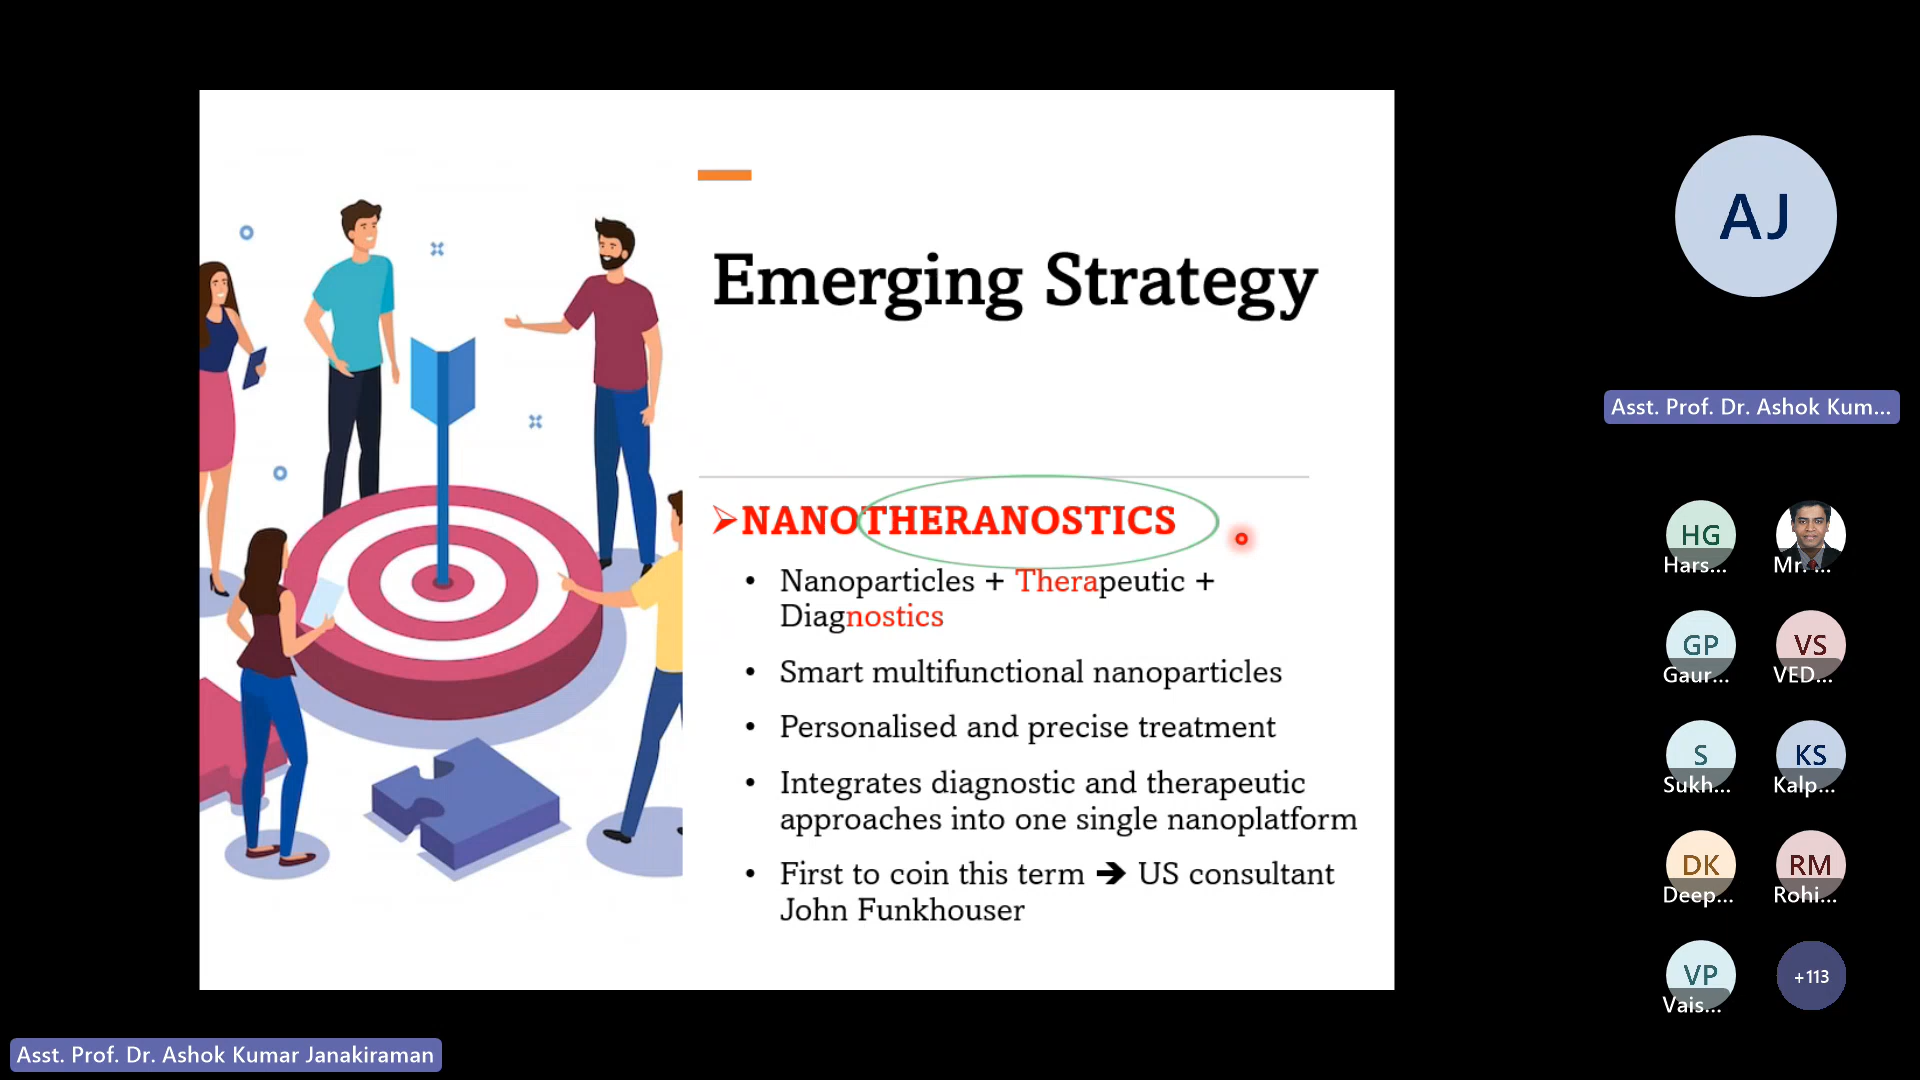 Emerging Strategy
➢NANOTHERANOSTICS
• Nanoparticles + Therapeutic +
Diagnostics
• Smart multifunctional nanoparticles
• Personalised and precise treatment
• Integrates diagnostic and therapeutic
approaches into one single nanoplatform
• First to coin this term ➔ US consultant
John Funkhouser
AJ
Asst. Prof. Dr. Ashok Kum...
HG
Hars...
Mr. ...
GP
Gaur...
VS
VED...
S
Sukh...
KS
Kalp...
DK
Deep...
RM
Rohi...
VP
Vais...
+113
Asst. Prof. Dr. Ashok Kumar Janakiraman